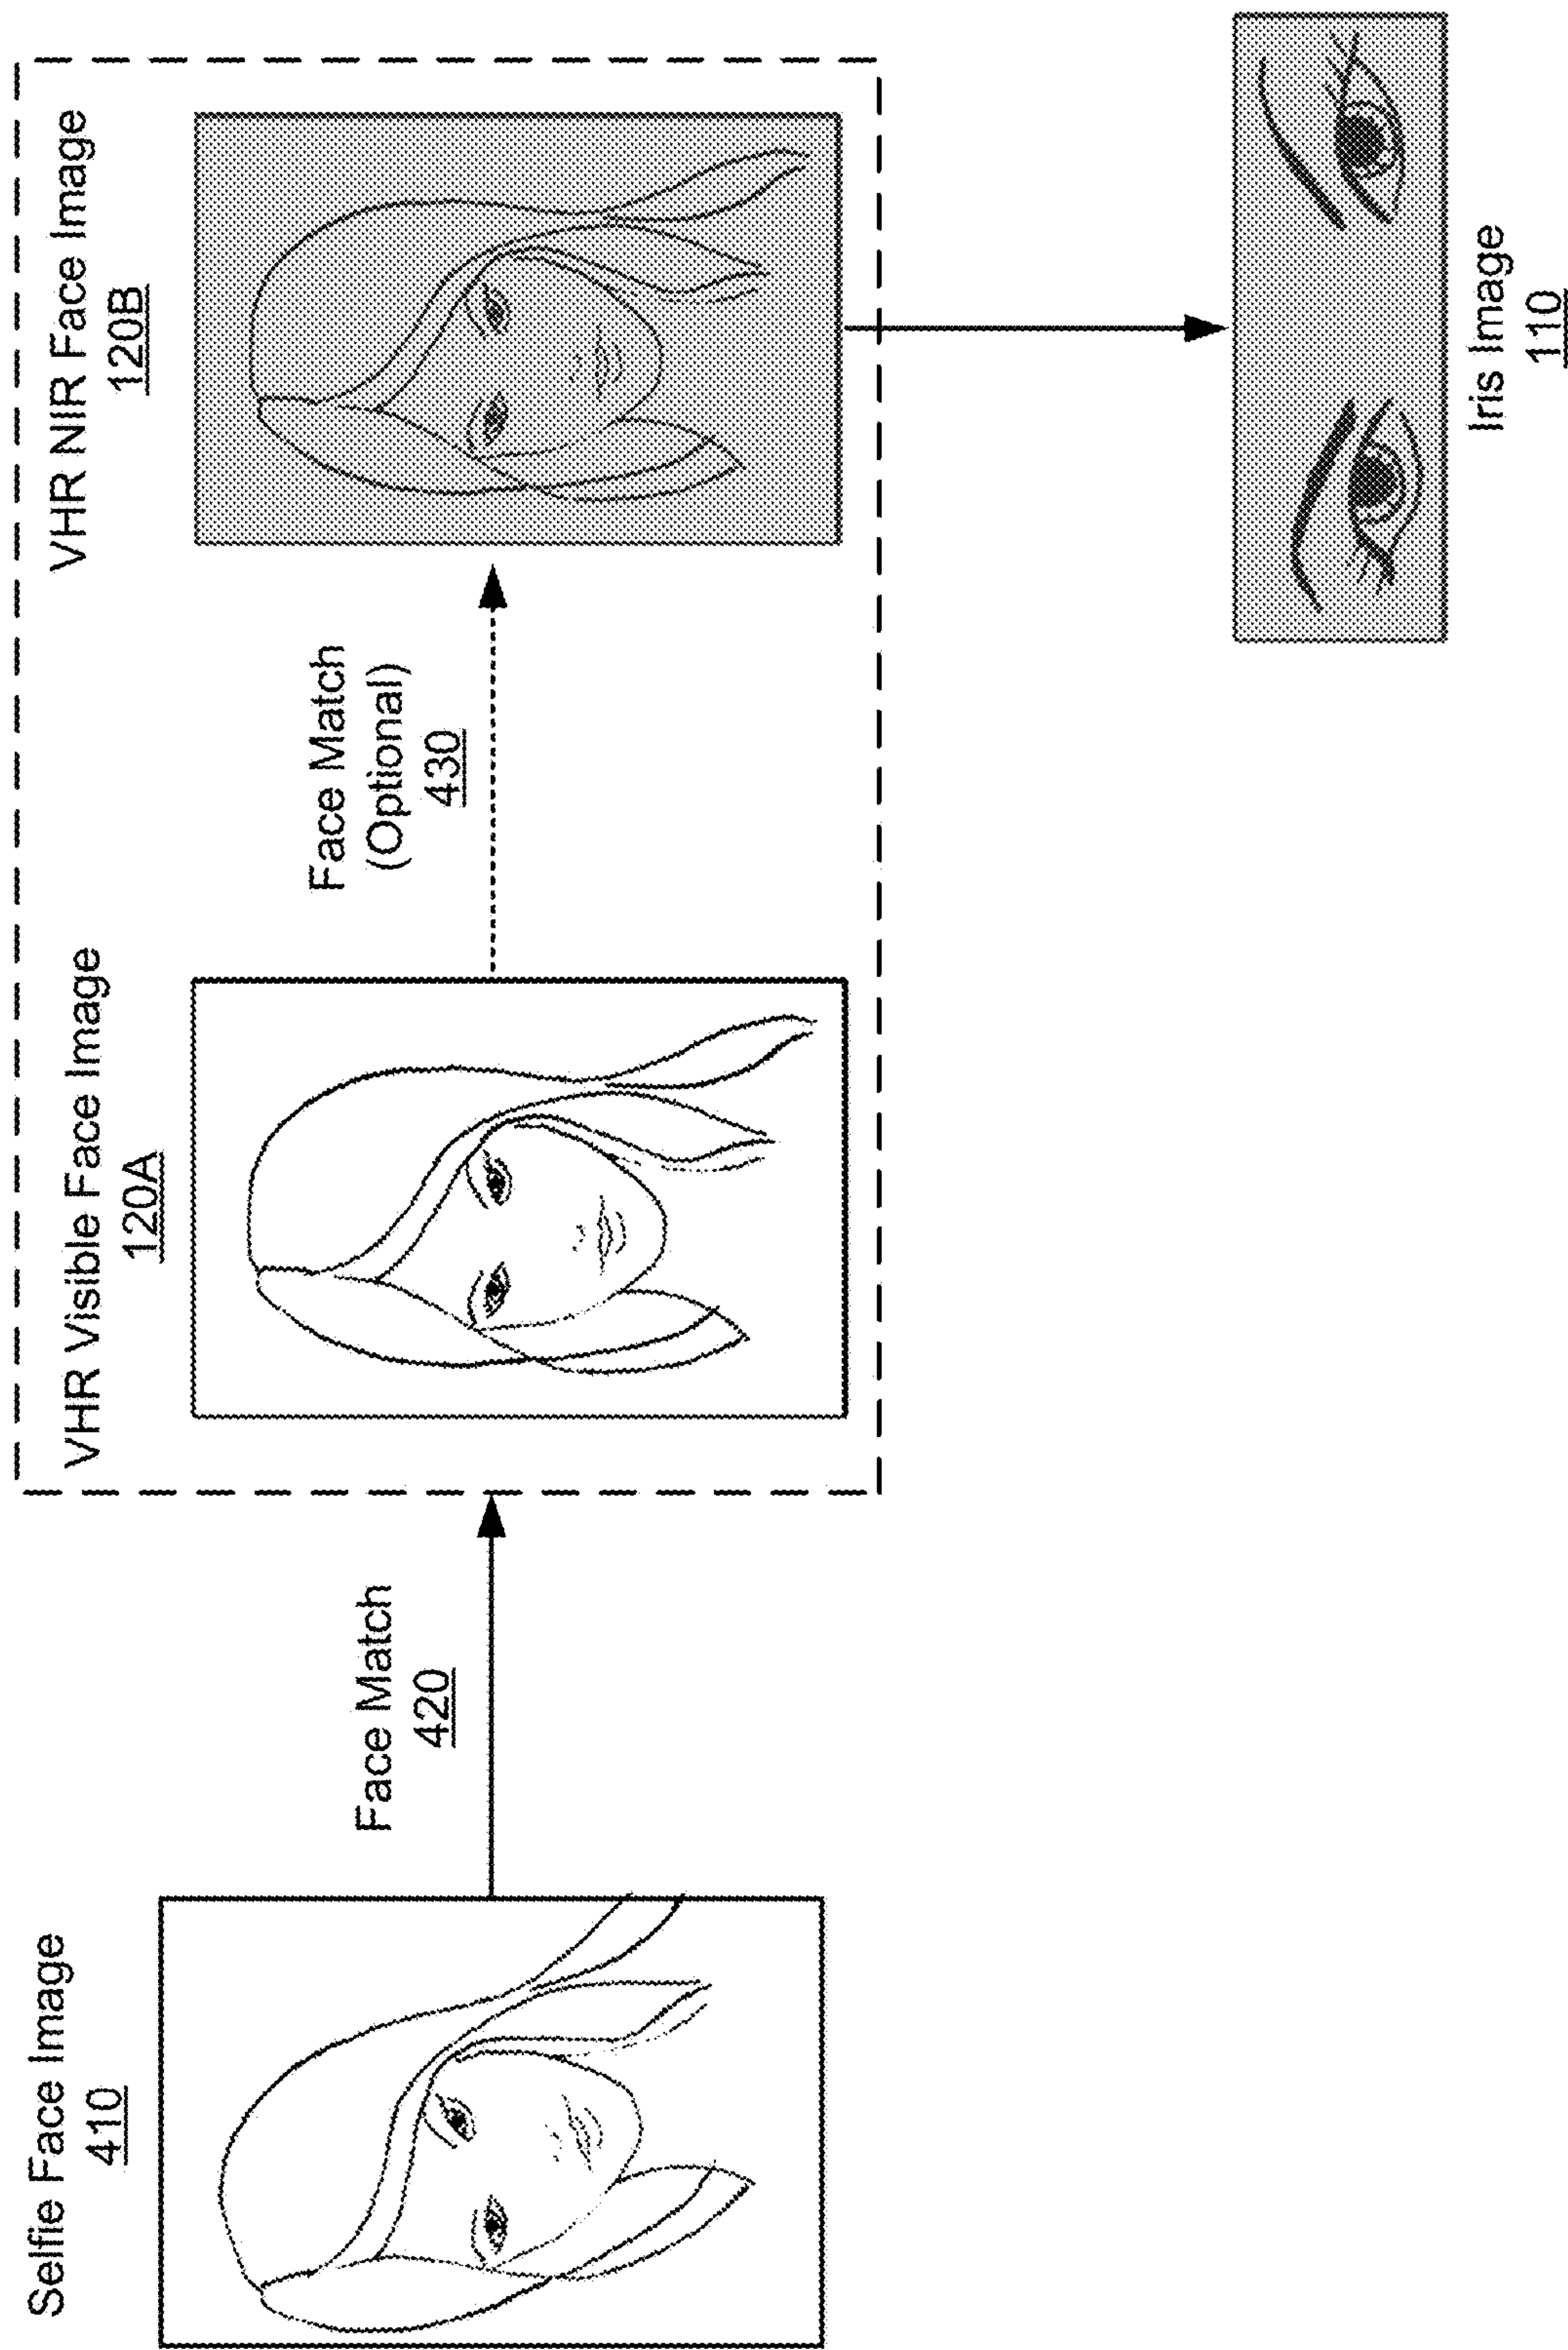 Selfie Face Image
410
Face Match
420
VHR Visible Face Image
120A
Face Match
(Optional)
430
VHR NIR Face Image
120B
Iris Image
110